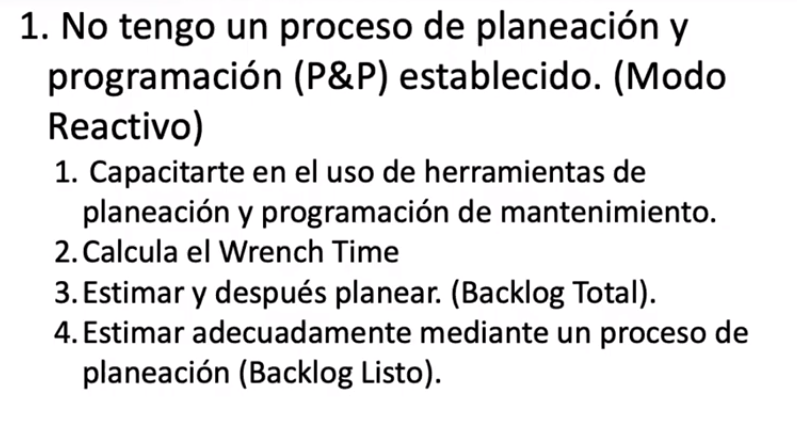 1. No tengo un proceso de planeación y
programación (P&P) establecido. (Modo
Reactivo)
1. Capacitarte en el uso de herramientas de
planeación y programación de mantenimiento.
2. Calcula el Wrench Time
3. Estimar y después planear. (Backlog Total).
4. Estimar adecuadamente mediante un proceso de
planeación (Backlog Listo).